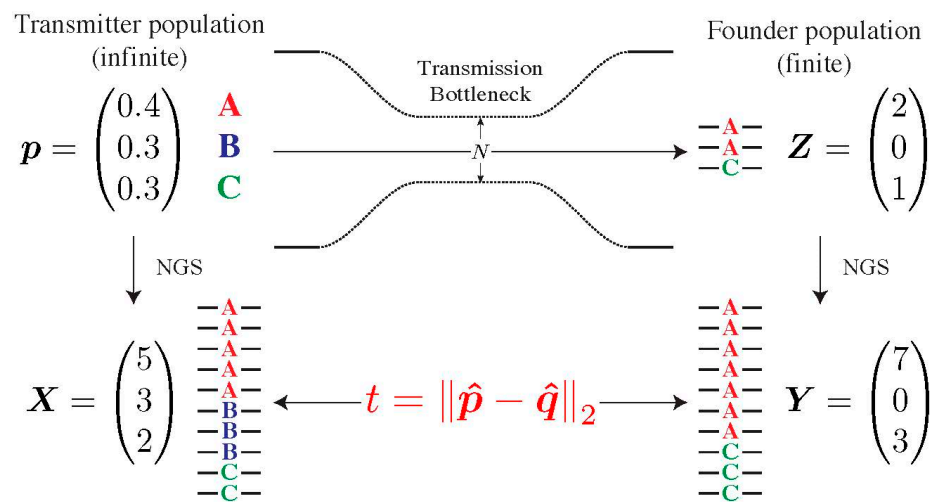 Transmitter population
(infinite)
Founder population
(finite)
Transmission
Bottleneck
N
p = (0.4 0.3 0.3)
A
B
C
A
A
C
Z = (2 0 1)
NGS
NGS
X = (5 3 2)
A
A
A
A
A
B
B
B
C
C
t = ||p̂ − q̂||₂
A
A
A
A
A
A
A
C
C
C
Y = (7 0 3)